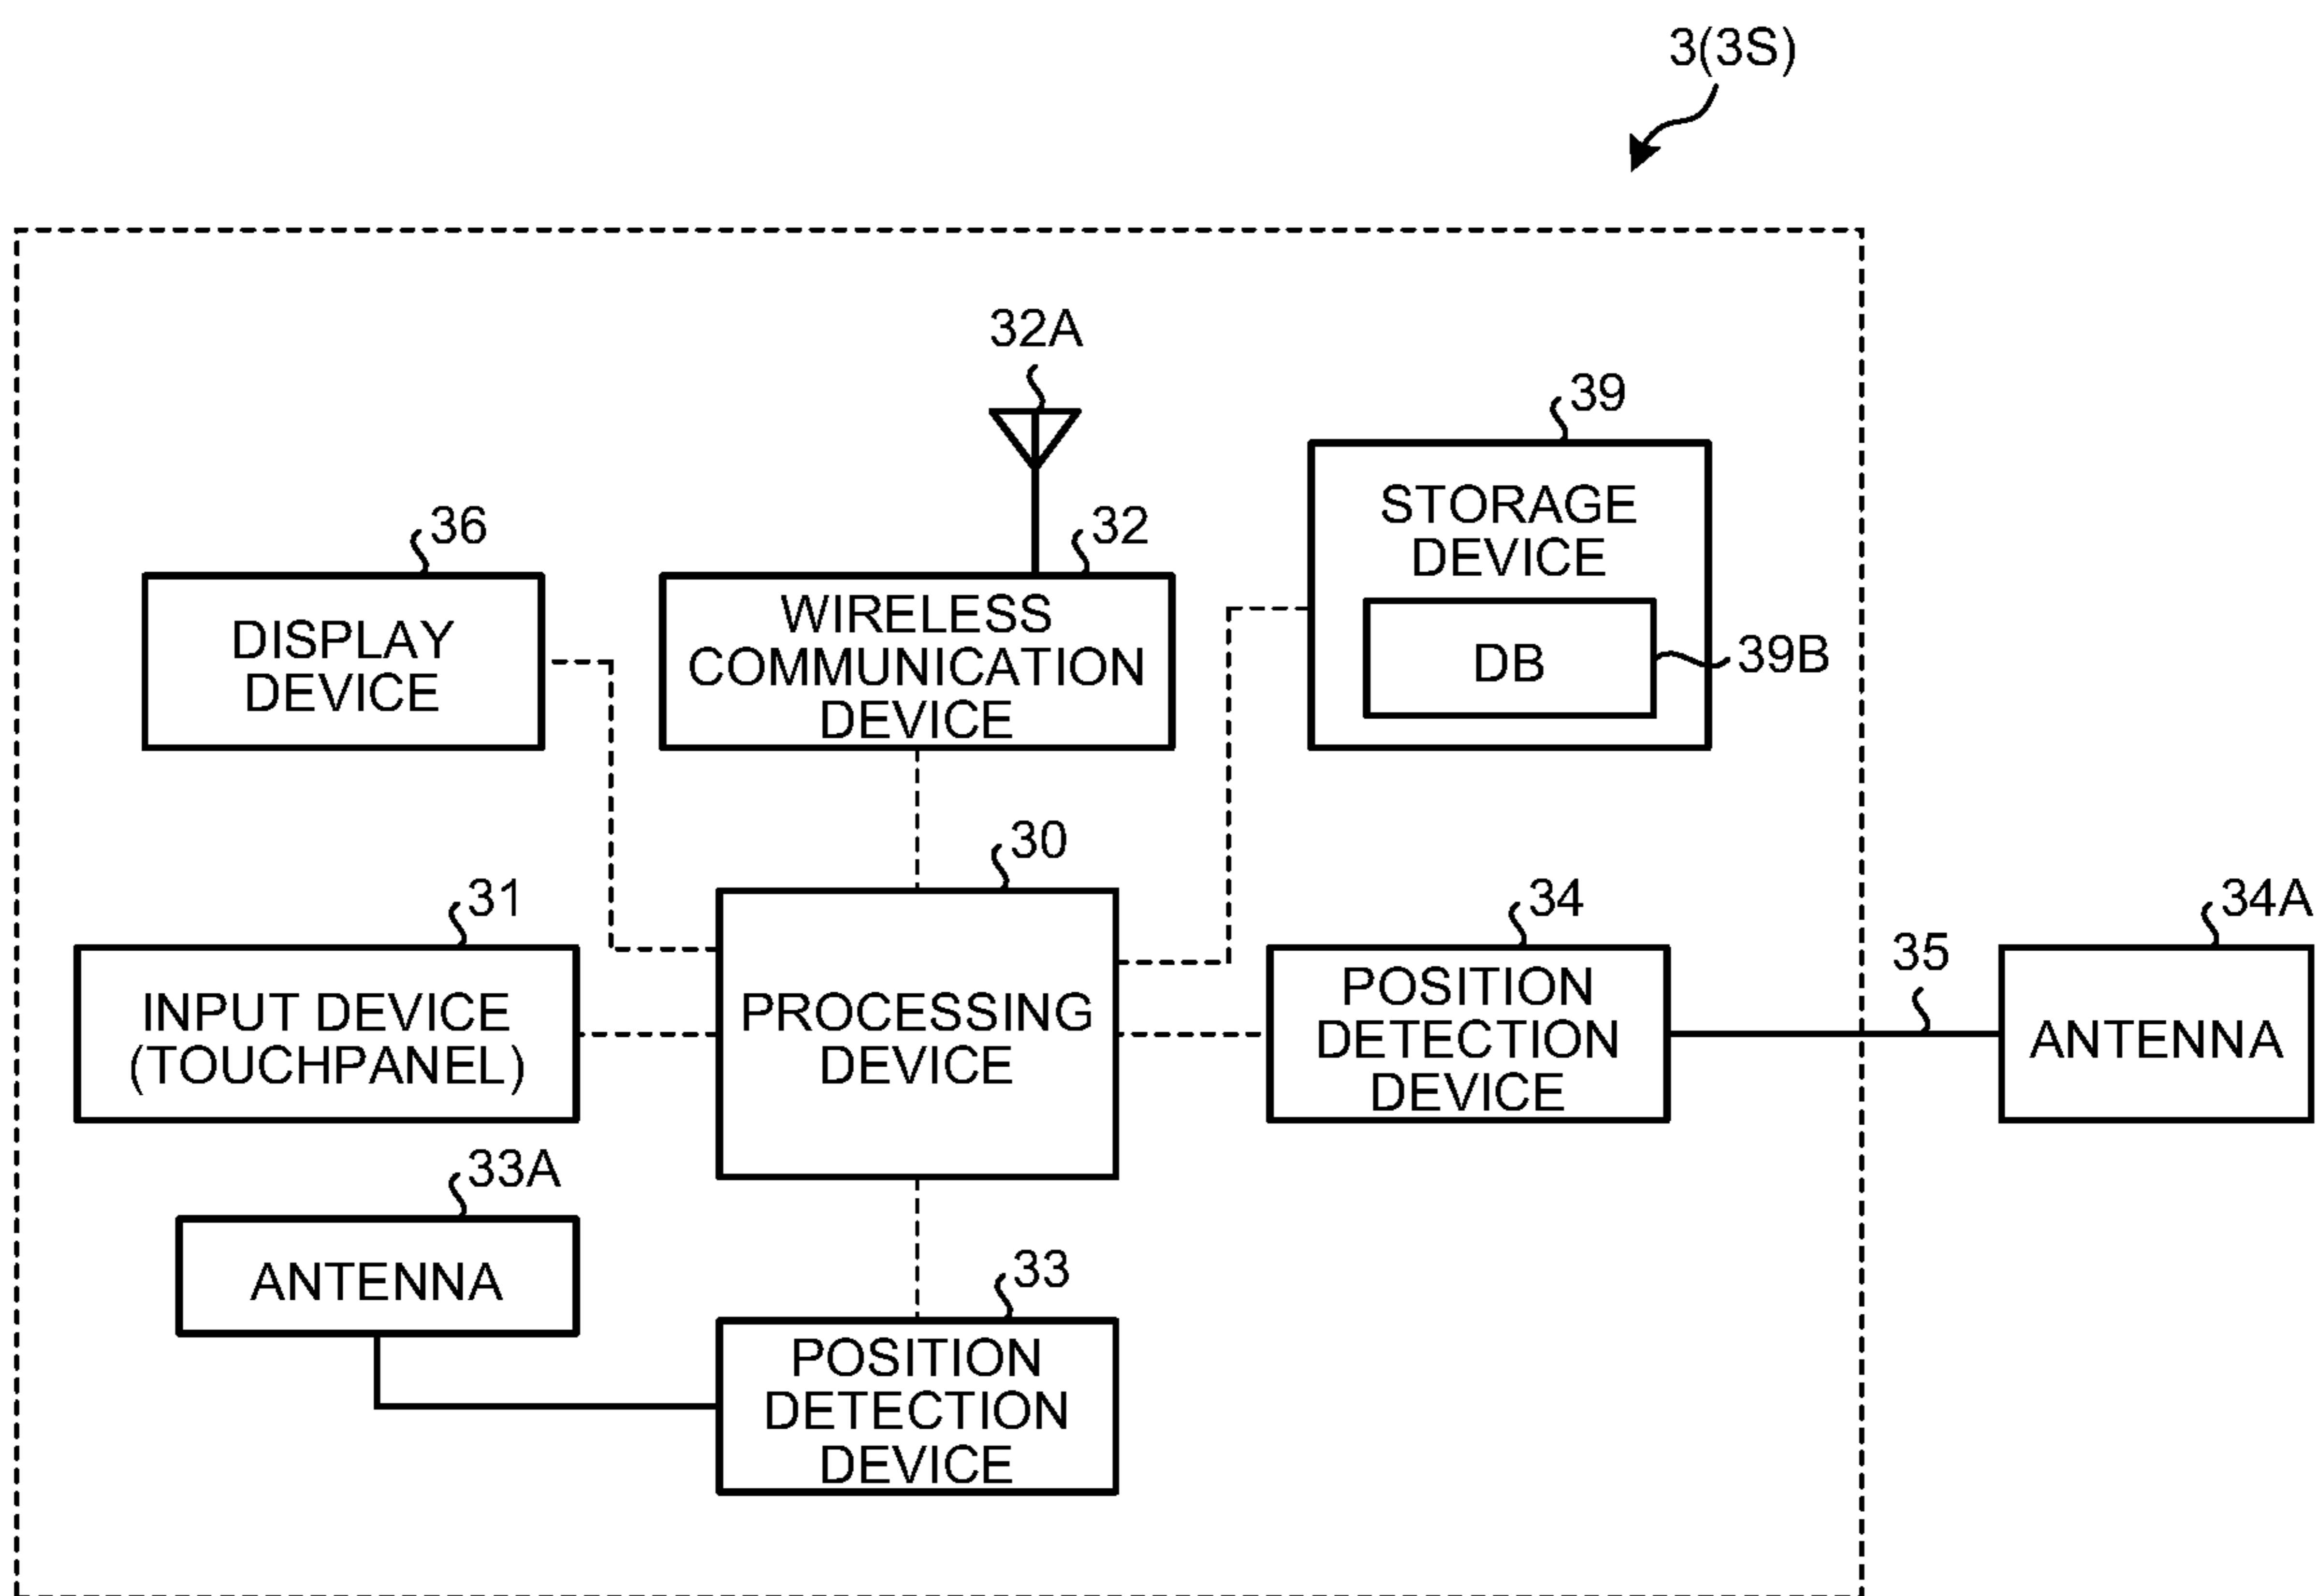 3(3S)
32A
39
STORAGE
DEVICE
DB
39B
36
DISPLAY
DEVICE
32
WIRELESS
COMMUNICATION
DEVICE
30
PROCESSING
DEVICE
31
INPUT DEVICE
(TOUCHPANEL)
34
POSITION
DETECTION
DEVICE
35
34A
ANTENNA
33A
ANTENNA
33
POSITION
DETECTION
DEVICE